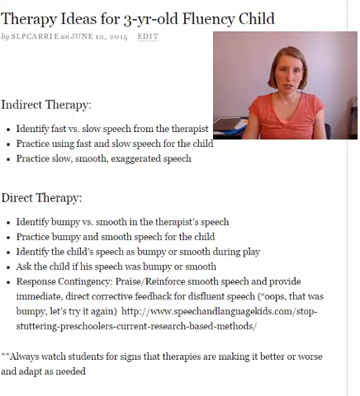 Therapy Ideas for 3-yr-old Fluency Child
by SLPCARRIE on JUNE 10, 2015 EDIT
Indirect Therapy:
• Identify fast vs. slow speech from the therapist
• Practice using fast and slow speech for the child
• Practice slow, smooth, exaggerated speech
Direct Therapy:
• Identify bumpy vs. smooth in the therapist's speech
• Practice bumpy and smooth speech for the child
• Identify the child's speech as bumpy or smooth during play
• Ask the child if his speech was bumpy or smooth
• Response Contingency: Praise/Reinforce smooth speech and provide
immediate, direct corrective feedback for disfluent speech ("oops, that was
bumpy, let's try it again) http://www.speechandlanguagekids.com/stop-
stuttering-preschoolers-current-research-based-methods/
**Always watch students for signs that therapies are making it better or worse
and adapt as needed